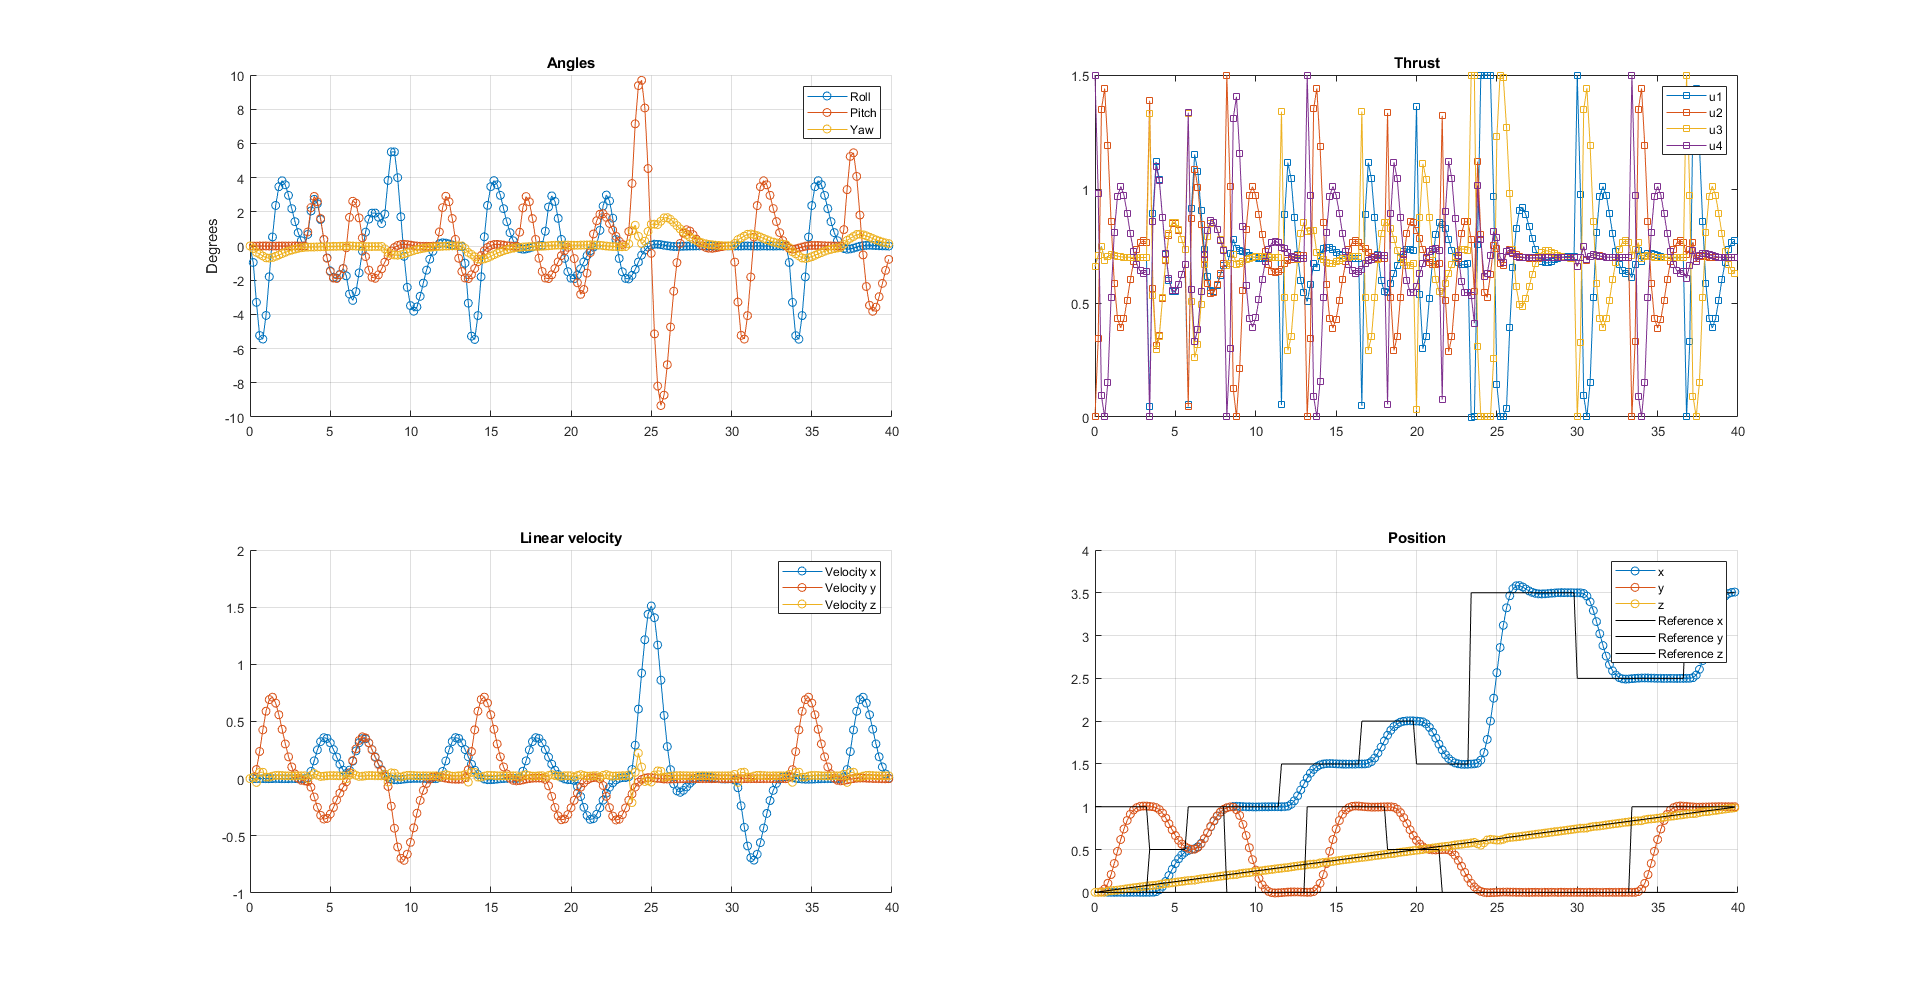 Angles
10
8
6
4
2
0
-2
-4
-6
-8
-10
Degrees
0 5 10 15 20 25 30 35 40
Roll
Pitch
Yaw
Thrust
1.5
1
0.5
0
0 5 10 15 20 25 30 35 40
u1
u2
u3
u4
Linear velocity
2
1.5
1
0.5
0
-0.5
-1
0 5 10 15 20 25 30 35 40
Velocity x
Velocity y
Velocity z
Position
4
3.5
3
2.5
2
1.5
1
0.5
0
0 5 10 15 20 25 30 35 40
x
y
z
Reference x
Reference y
Reference z